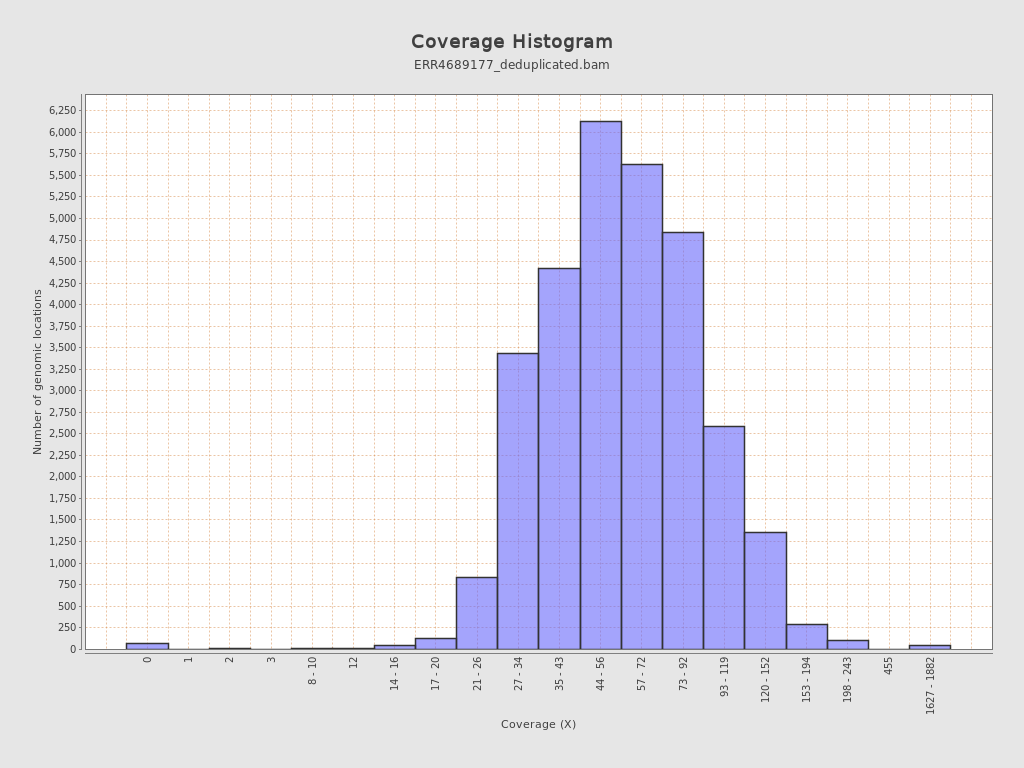 Coverage Histogram
ERR4689177_deduplicated.bam
Number of genomic locations
6,250
6,000
5,750
5,500
5,250
5,000
4,750
4,500
4,250
4,000
3,750
3,500
3,250
3,000
2,750
2,500
2,250
2,000
1,750
1,500
1,250
1,000
750
500
250
0
0
1
2
3
8 - 10
12
14 - 16
17 - 20
21 - 26
27 - 34
35 - 43
44 - 56
57 - 72
73 - 92
93 - 119
120 - 152
153 - 194
198 - 243
455
1627 - 1882
Coverage (X)